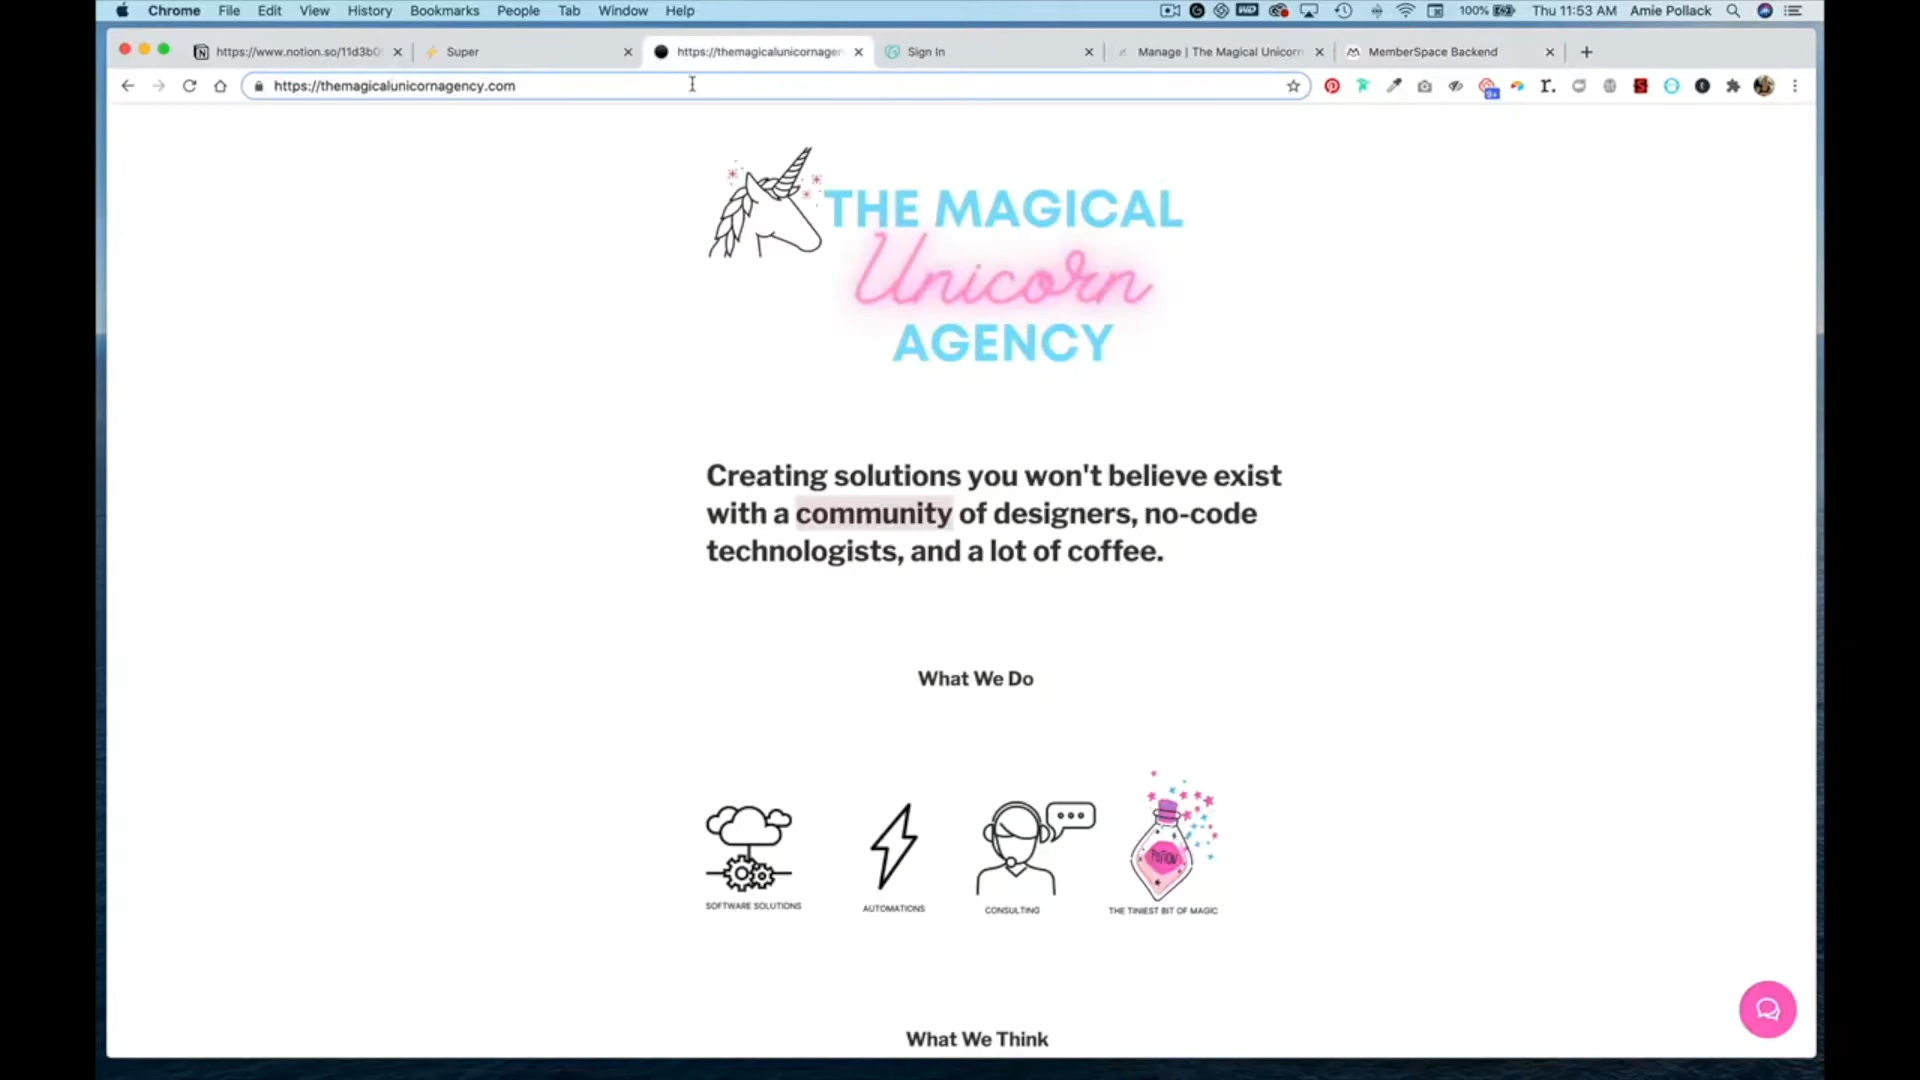 Chrome File Edit View History Bookmarks People Tab Window Help
100% Thu 11:53 AM Amie Pollack
https://www.notion.so/11d3b0
Super
https://themagicalunicornagen
Sign In
Manage | The Magical Unicorn
MemberSpace Backend
https://themagicalunicornagency.com
9+
r.
THE MAGICAL
Unicorn
AGENCY
Creating solutions you won't believe exist
with a community of designers, no-code
technologists, and a lot of coffee.
What We Do
POTION
SOFTWARE SOLUTIONS
AUTOMATIONS
CONSULTING
THE TINIEST BIT OF MAGIC
What We Think